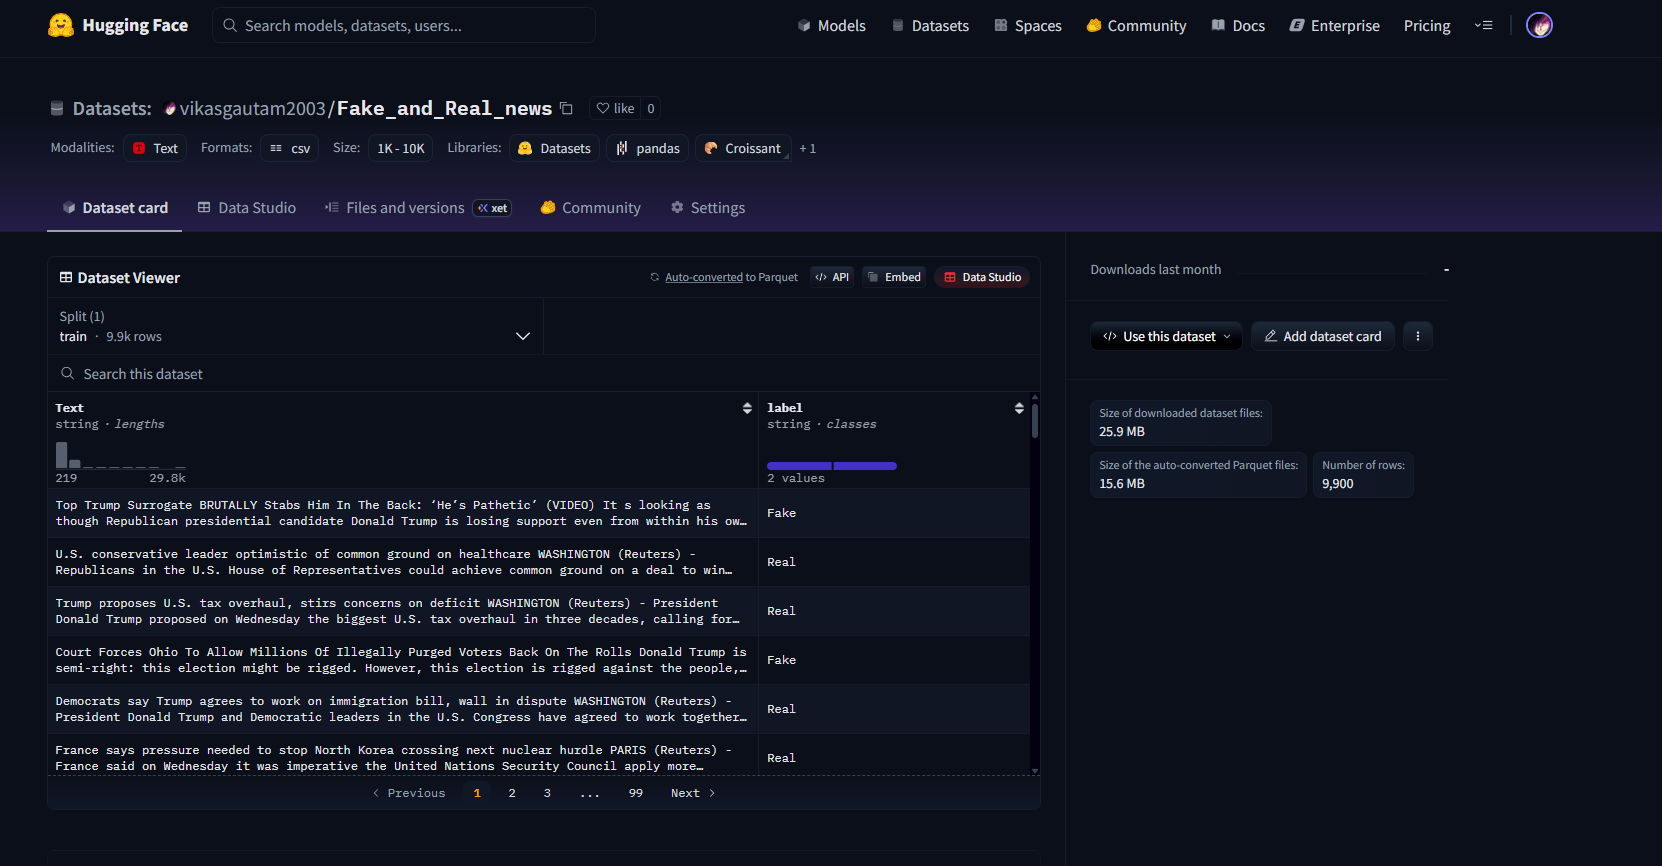 Hugging Face
Search models, datasets, users...
Models
Datasets
Spaces
Community
Docs
Enterprise
Pricing
Datasets: vikasgautam2003/Fake_and_Real_news
like 0
Modalities: Text
Formats: csv
Size: 1K - 10K
Libraries: Datasets pandas Croissant + 1
Dataset card
Data Studio
Files and versions xet
Community
Settings
Dataset Viewer
Auto-converted to Parquet
API
Embed
Data Studio
Split (1)
train · 9.9k rows
Search this dataset
Text
string · lengths
219 29.8k
label
string · classes
2 values
Top Trump Surrogate BRUTALLY Stabs Him In The Back: ‘He’s Pathetic’ (VIDEO) It s looking as
though Republican presidential candidate Donald Trump is losing support even from within his ow…
Fake
U.S. conservative leader optimistic of common ground on healthcare WASHINGTON (Reuters) -
Republicans in the U.S. House of Representatives could achieve common ground on a deal to win…
Real
Trump proposes U.S. tax overhaul, stirs concerns on deficit WASHINGTON (Reuters) - President
Donald Trump proposed on Wednesday the biggest U.S. tax overhaul in three decades, calling for…
Real
Court Forces Ohio To Allow Millions Of Illegally Purged Voters Back On The Rolls Donald Trump is
semi-right: this election might be rigged. However, this election is rigged against the people,…
Fake
Democrats say Trump agrees to work on immigration bill, wall in dispute WASHINGTON (Reuters) -
President Donald Trump and Democratic leaders in the U.S. Congress have agreed to work together…
Real
France says pressure needed to stop North Korea crossing next nuclear hurdle PARIS (Reuters) -
France said on Wednesday it was imperative the United Nations Security Council apply more…
Real
Previous 1 2 3 ... 99 Next
Downloads last month -
Use this dataset
Add dataset card
Size of downloaded dataset files:
25.9 MB
Size of the auto-converted Parquet files:
15.6 MB
Number of rows:
9,900